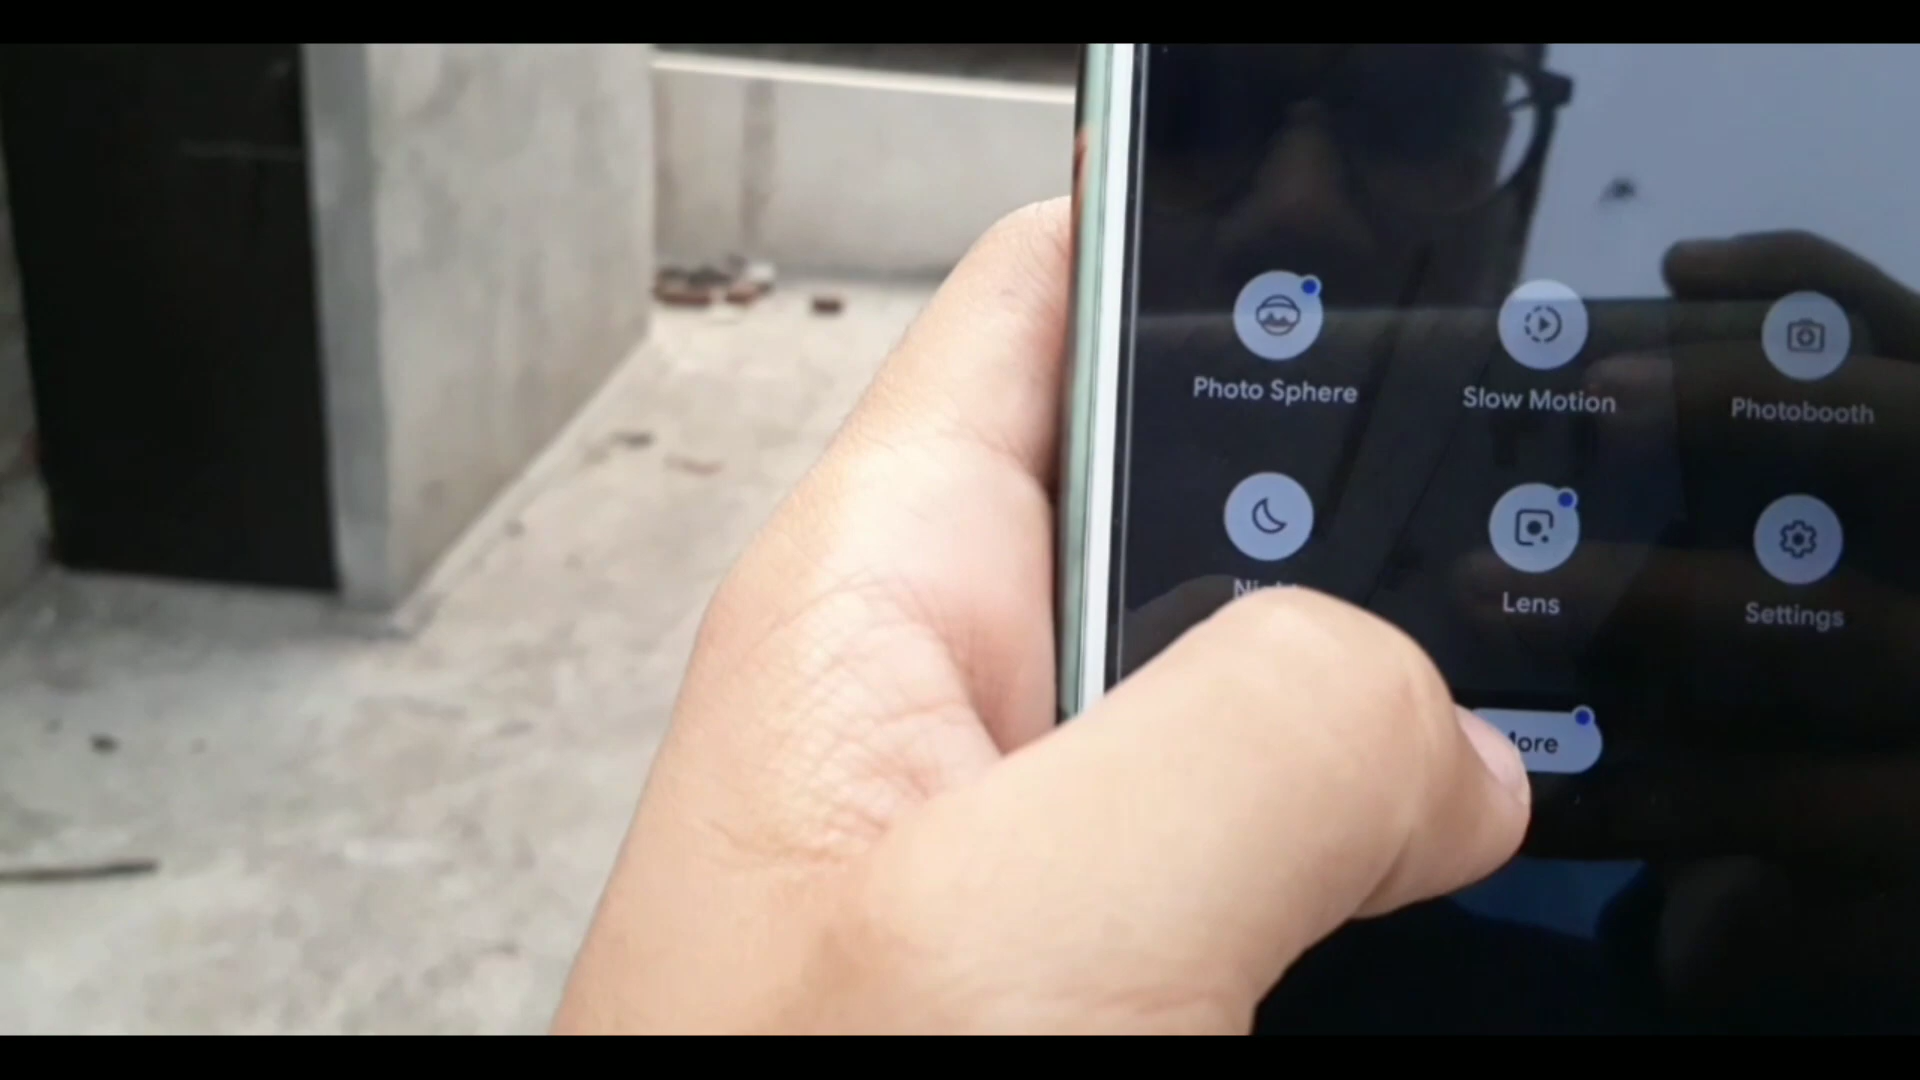 Photo Sphere
Slow Motion
Photobooth
Lens
Settings